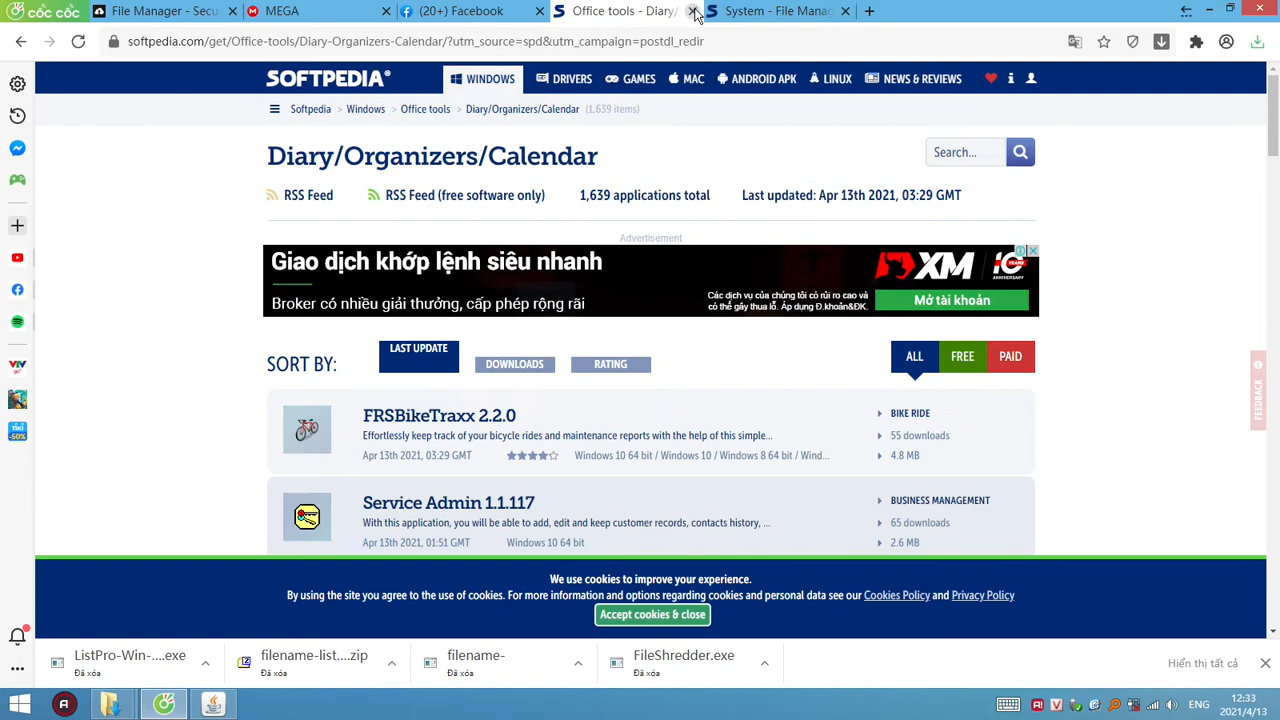 cốc cốc
File Manager - Secu
MEGA
(20+) Facebook
Office tools - Diary/
System - File Manag
softpedia.com/get/Office-tools/Diary-Organizers-Calendar/?utm_source=spd&utm_campaign=postdl_redir
SOFTPEDIA®
WINDOWS
DRIVERS
GAMES
MAC
ANDROID APK
LINUX
NEWS & REVIEWS
Softpedia > Windows > Office tools > Diary/Organizers/Calendar (1,639 items)
Diary/Organizers/Calendar
Search...
RSS Feed
RSS Feed (free software only)
1,639 applications total
Last updated: Apr 13th 2021, 03:29 GMT
Advertisement
Giao dịch khớp lệnh siêu nhanh
Broker có nhiều giải thưởng, cấp phép rộng rãi
Các dịch vụ của chúng tôi có rủi ro cao và
có thể gây thua lỗ. Áp dụng Đ.khoản&ĐK.
XM
10
YEARS
ANNIVERSARY
Mở tài khoản
SORT BY:
LAST UPDATE
DOWNLOADS
RATING
ALL
FREE
PAID
FEEDBACK
FRSBikeTraxx 2.2.0
Effortlessly keep track of your bicycle rides and maintenance reports with the help of this simple...
Apr 13th 2021, 03:29 GMT
Windows 10 64 bit / Windows 10 / Windows 8 64 bit / Wind...
BIKE RIDE
55 downloads
4.8 MB
Service Admin 1.1.117
With this application, you will be able to add, edit and keep customer records, contacts history, ...
Apr 13th 2021, 01:51 GMT
Windows 10 64 bit
BUSINESS MANAGEMENT
65 downloads
2.6 MB
We use cookies to improve your experience.
By using the site you agree to the use of cookies. For more information and options regarding cookies and personal data see our Cookies Policy and Privacy Policy
Accept cookies & close
VTV
go
TIKI
-50%
ListPro-Win-....exe
Đã xóa
filename-list....zip
Đã xóa
filename-
Đã xóa
FileShredder.exe
Đã xóa
Hiển thị tất cả
ENG
12:33
2021/4/13